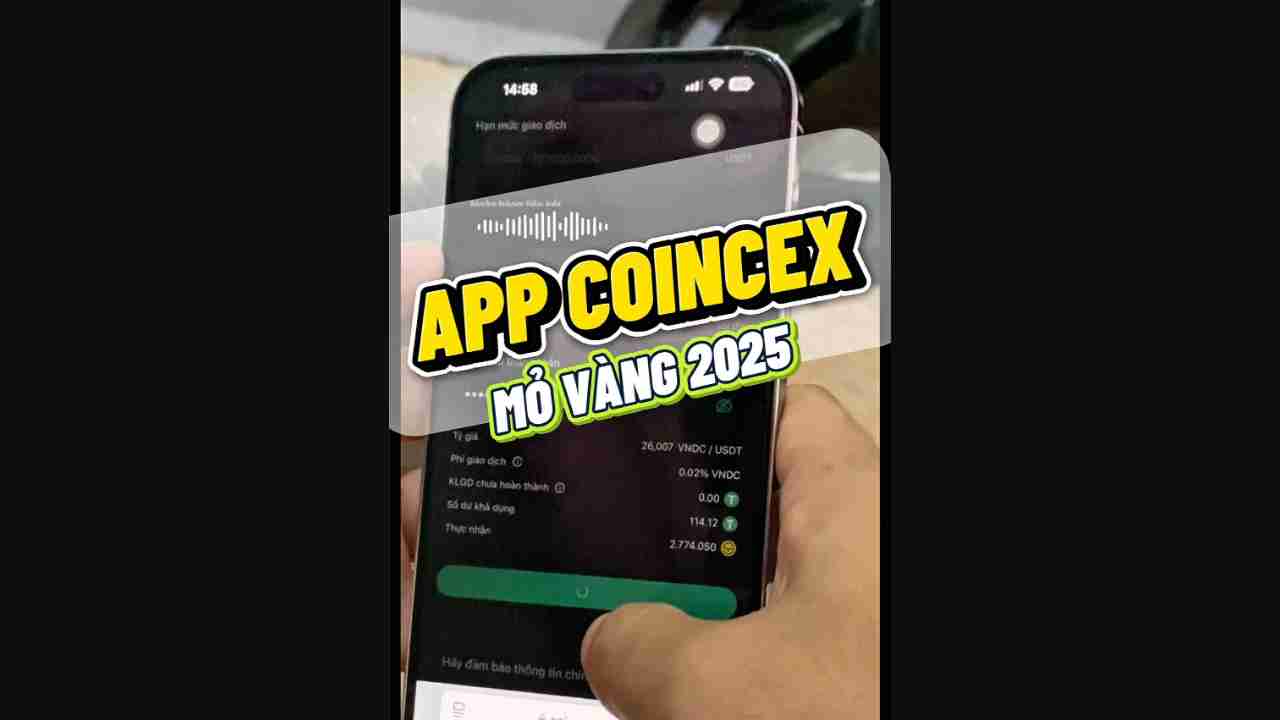 14:58
Hạn mức giao dịch
USDT
APP COINCEX
MỎ VÀNG 2025
Tỷ giá
26,007 VNDC / USDT
Phí giao dịch
0.02% VNDC
KLGD chưa hoàn thành
0.00
Số dư khả dụng
114.12
Thực nhận
2.774.050
Hãy đảm bảo thông tin chín